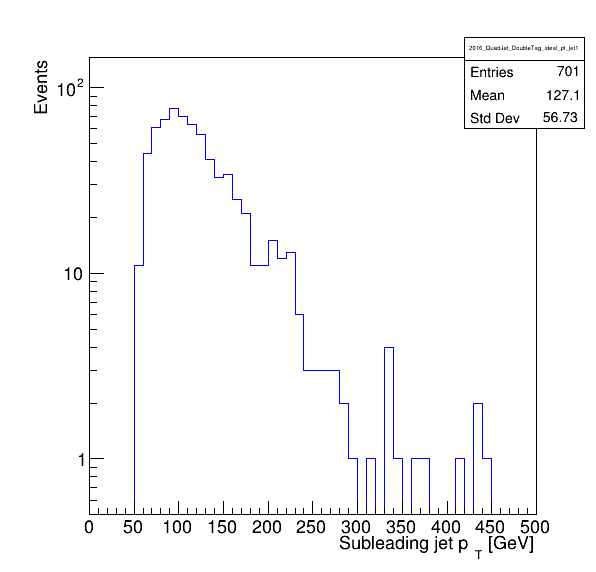 2016_QuadJet_DoubleTag_ideal_pt_jet1
Entries 701
Mean 127.1
Std Dev 56.73
Events
10²
10
1
0 50 100 150 200 250 300 350 400 450 500
Subleading jet p_T [GeV]